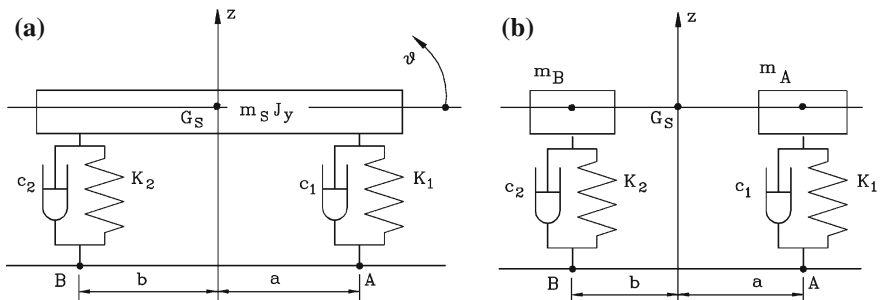 (a)
z
ϑ
G_S
m_S J_y
c_2
K_2
c_1
K_1
B
b
a
A
(b)
z
m_B
m_A
G_S
c_2
K_2
c_1
K_1
B
b
a
A